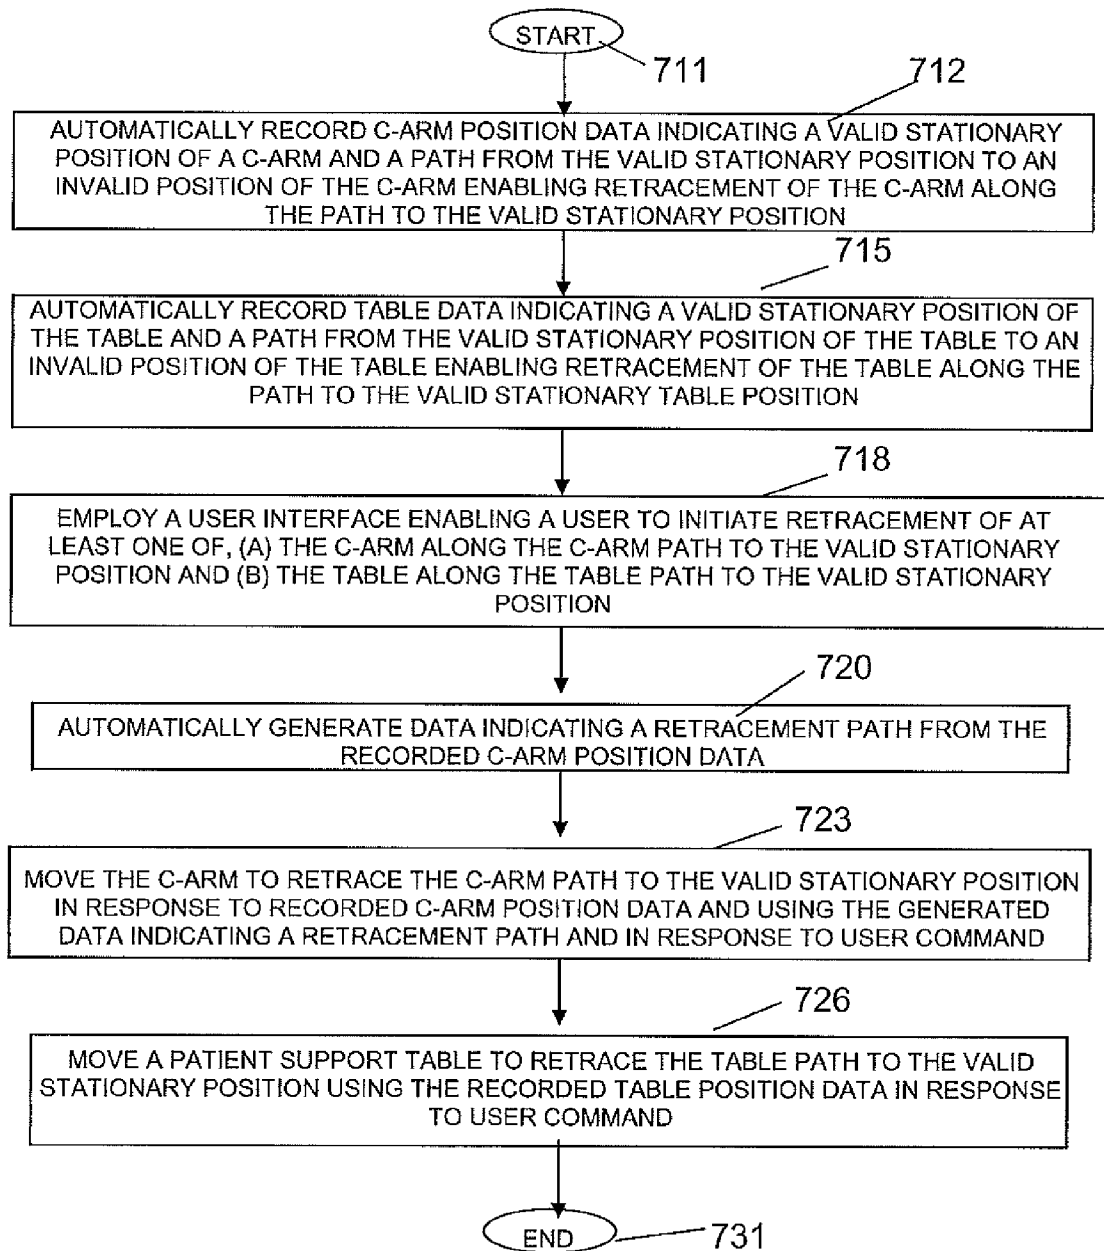 START
711
712
AUTOMATICALLY RECORD C-ARM POSITION DATA INDICATING A VALID STATIONARY
POSITION OF A C-ARM AND A PATH FROM THE VALID STATIONARY POSITION TO AN
INVALID POSITION OF THE C-ARM ENABLING RETRACEMENT OF THE C-ARM ALONG
THE PATH TO THE VALID STATIONARY POSITION
715
AUTOMATICALLY RECORD TABLE DATA INDICATING A VALID STATIONARY POSITION OF
THE TABLE AND A PATH FROM THE VALID STATIONARY POSITION OF THE TABLE TO AN
INVALID POSITION OF THE TABLE ENABLING RETRACEMENT OF THE TABLE ALONG THE
PATH TO THE VALID STATIONARY TABLE POSITION
718
EMPLOY A USER INTERFACE ENABLING A USER TO INITIATE RETRACEMENT OF AT
LEAST ONE OF, (A) THE C-ARM ALONG THE C-ARM PATH TO THE VALID STATIONARY
POSITION AND (B) THE TABLE ALONG THE TABLE PATH TO THE VALID STATIONARY
POSITION
720
AUTOMATICALLY GENERATE DATA INDICATING A RETRACEMENT PATH FROM THE
RECORDED C-ARM POSITION DATA
723
MOVE THE C-ARM TO RETRACE THE C-ARM PATH TO THE VALID STATIONARY POSITION
IN RESPONSE TO RECORDED C-ARM POSITION DATA AND USING THE GENERATED
DATA INDICATING A RETRACEMENT PATH AND IN RESPONSE TO USER COMMAND
726
MOVE A PATIENT SUPPORT TABLE TO RETRACE THE TABLE PATH TO THE VALID
STATIONARY POSITION USING THE RECORDED TABLE POSITION DATA IN RESPONSE
TO USER COMMAND
END
731